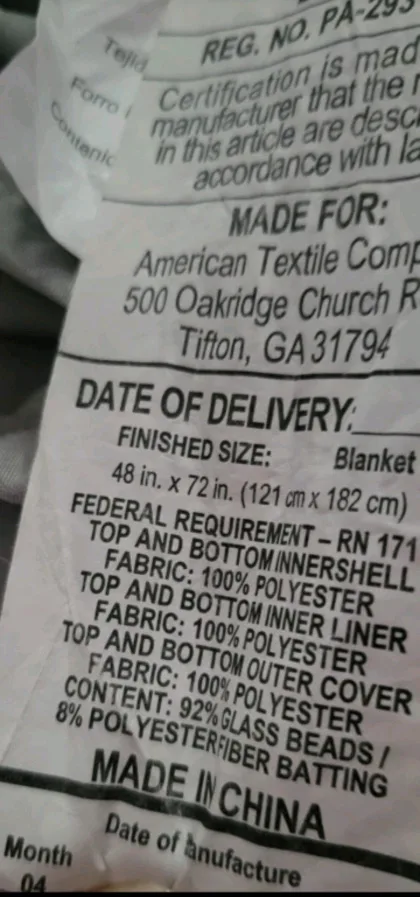 Tejid
Forro
Contenic
REG. NO. PA-293
Certification is mad
manufacturer that the
in this article are desc
accordance with la
MADE FOR:
American Textile Comp
500 Oakridge Church R
Tifton, GA 31794
DATE OF DELIVERY:
FINISHED SIZE: Blanket
48 in. x 72 in. (121 cm x 182 cm)
FEDERAL REQUIREMENT – RN 171
TOP AND BOTTOM INNERSHELL
FABRIC: 100% POLYESTER
TOP AND BOTTOM INNER LINER
FABRIC: 100% POLYESTER
TOP AND BOTTOM OUTER COVER
FABRIC: 100% POLYESTER
CONTENT: 92% GLASS BEADS /
8% POLYESTER FIBER BATTING
MADE IN CHINA
Date of anufacture
Month
04